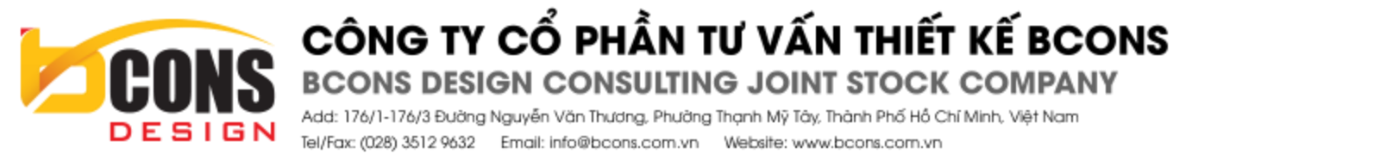 bcons
DESIGN
CÔNG TY CỔ PHẦN TƯ VẤN THIẾT KẾ BCONS
BCONS DESIGN CONSULTING JOINT STOCK COMPANY
Add: 176/1-176/3 Đường Nguyễn Văn Thương, Phường Thạnh Mỹ Tây, Thành Phố Hồ Chí Minh, Việt Nam
Tel/Fax: (028) 3512 9632 Email: info@bcons.com.vn Website: www.bcons.com.vn